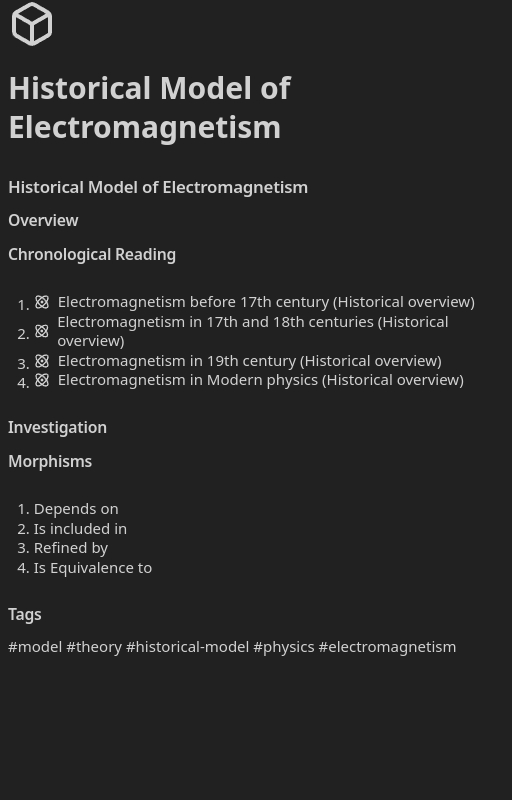 Historical Model of
Electromagnetism
Historical Model of Electromagnetism
Overview
Chronological Reading
1. Electromagnetism before 17th century (Historical overview)
2. Electromagnetism in 17th and 18th centuries (Historical
overview)
3. Electromagnetism in 19th century (Historical overview)
4. Electromagnetism in Modern physics (Historical overview)
Investigation
Morphisms
1. Depends on
2. Is included in
3. Refined by
4. Is Equivalence to
Tags
#model #theory #historical-model #physics #electromagnetism